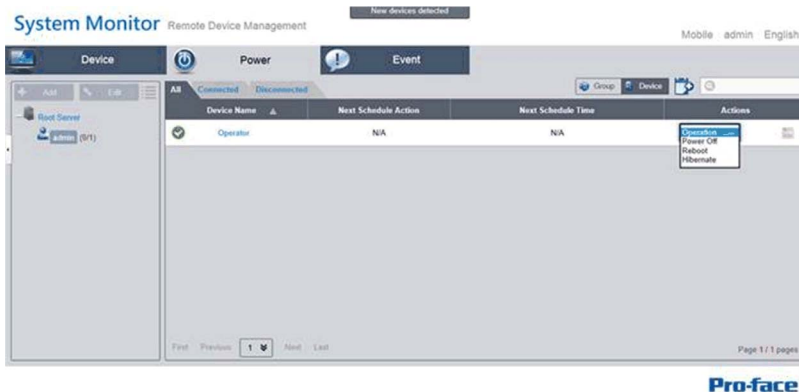 New devices detected
System Monitor Remote Device Management
Mobile admin English
Device Power Event
+ Add Edit
All Connected Disconnected
Group Device
Root Server
admin (0/1)
Device Name Next Schedule Action Next Schedule Time Actions
Operator N/A N/A Operation ...
Power Off
Reboot
Hibernate
First Previous 1 Next Last
Page 1 / 1 pages
Pro-face